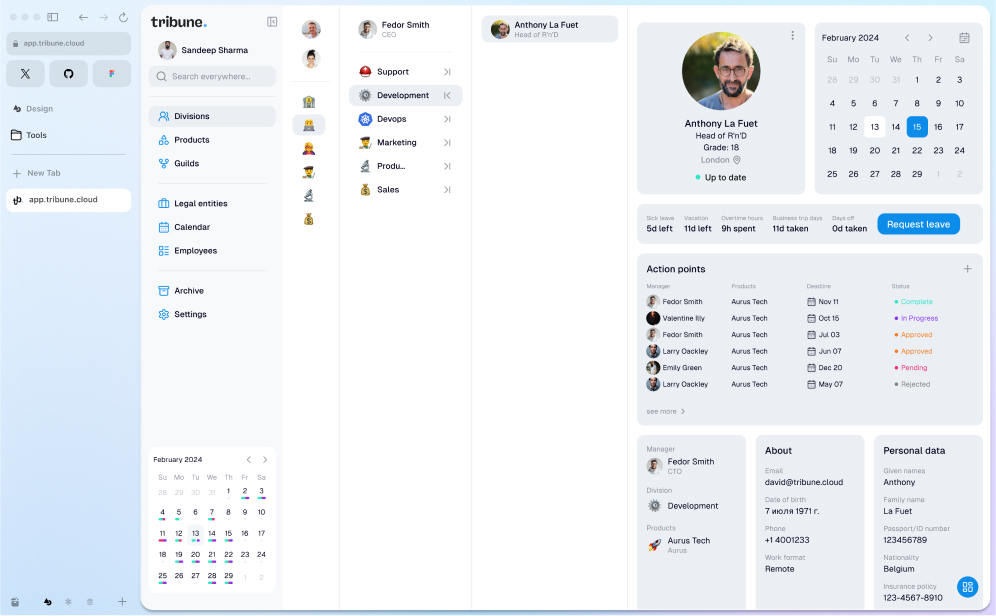 app.tribune.cloud
Design
Tools
New Tab
app.tribune.cloud
tribune.
Sandeep Sharma
Search everywhere...
Divisions
Products
Guilds
Legal entities
Calendar
Employees
Archive
Settings
February 2024
Su Mo Tu We Th Fr Sa
28 29 30 31 1 2 3
4 5 6 7 8 9 10
11 12 13 14 15 16 17
18 19 20 21 22 23 24
25 26 27 28 29 1 2
Fedor Smith
CEO
Support
Development
Devops
Marketing
Produ...
Sales
Anthony La Fuet
Head of R'n'D
Anthony La Fuet
Head of R'n'D
Grade: 18
London
Up to date
February 2024
Su Mo Tu We Th Fr Sa
28 29 30 31 1 2 3
4 5 6 7 8 9 10
11 12 13 14 15 16 17
18 19 20 21 22 23 24
25 26 27 28 29 1 2
Sick leave Vacation Overtime hours Business trip days Days off
5d left 11d left 9h spent 11d taken 0d taken
Request leave
Action points
Manager Products Deadline Status
Fedor Smith Aurus Tech Nov 11 Complete
Valentine Illy Aurus Tech Oct 15 In Progress
Fedor Smith Aurus Tech Jul 03 Approved
Larry Oackley Aurus Tech Jun 07 Approved
Emily Green Aurus Tech Dec 20 Pending
Larry Oackley Aurus Tech May 07 Rejected
see more
Manager
Fedor Smith
CTO
Division
Development
Products
Aurus Tech
Aurus
About
Email
david@tribune.cloud
Date of birth
7 июля 1971 г.
Phone
+1 4001233
Work format
Remote
Personal data
Given names
Anthony
Family name
La Fuet
Passport/ID number
123456789
Nationality
Belgium
Insurance policy
123-4567-8910